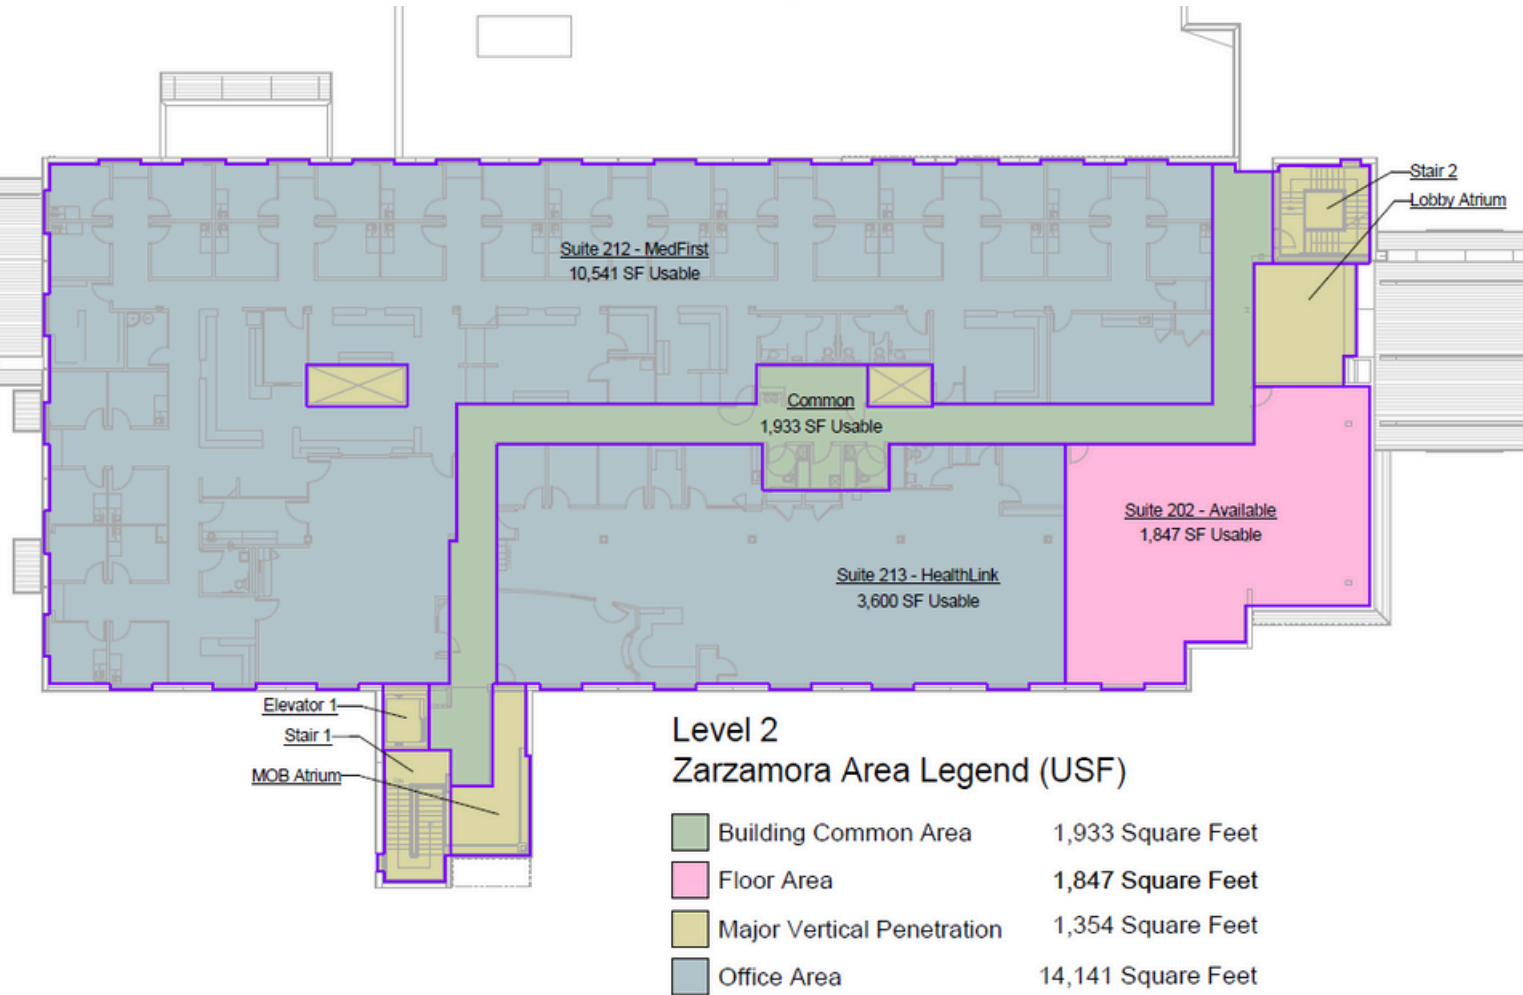 Stair 2
Lobby Atrium
Suite 212 - MedFirst
10,541 SF Usable
Common
1,933 SF Usable
Suite 202 - Available
1,847 SF Usable
Suite 213 - HealthLink
3,600 SF Usable
Elevator 1
Stair 1
MOB Atrium
Level 2
Zarzamora Area Legend (USF)
Building Common Area 1,933 Square Feet
Floor Area 1,847 Square Feet
Major Vertical Penetration 1,354 Square Feet
Office Area 14,141 Square Feet